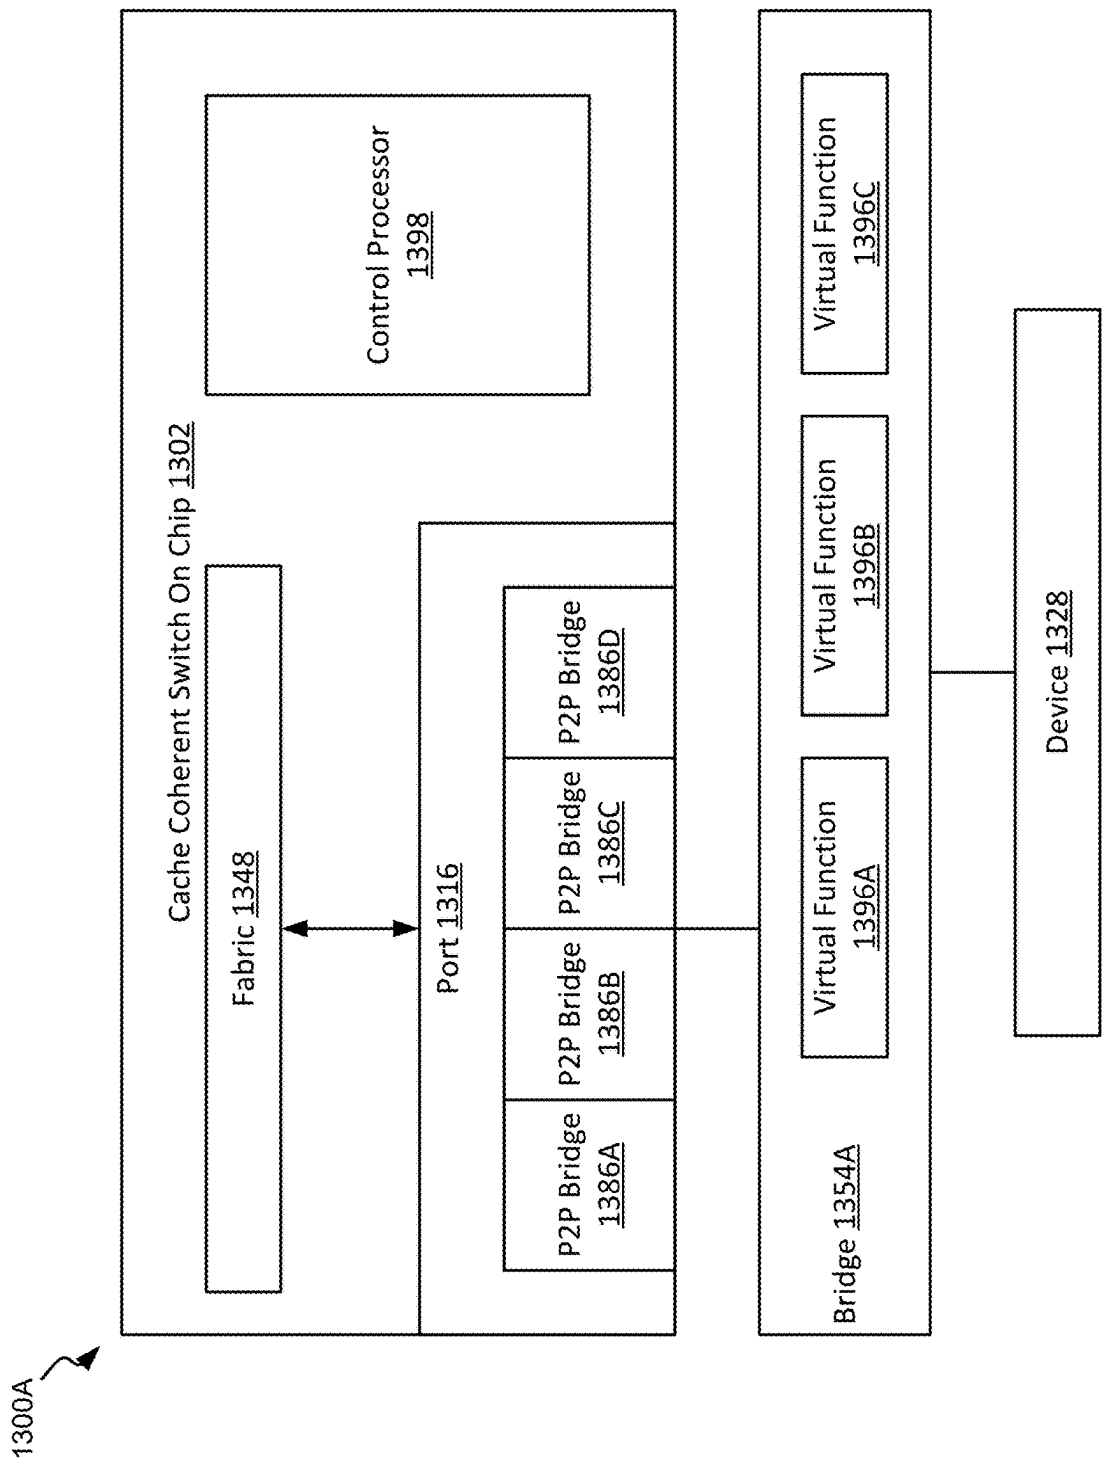 1300A
Cache Coherent Switch On Chip 1302
Fabric 1348
Control Processor
1398
Port 1316
P2P Bridge
1386A
P2P Bridge
1386B
P2P Bridge
1386C
P2P Bridge
1386D
Bridge 1354A
Virtual Function
1396A
Virtual Function
1396B
Virtual Function
1396C
Device 1328